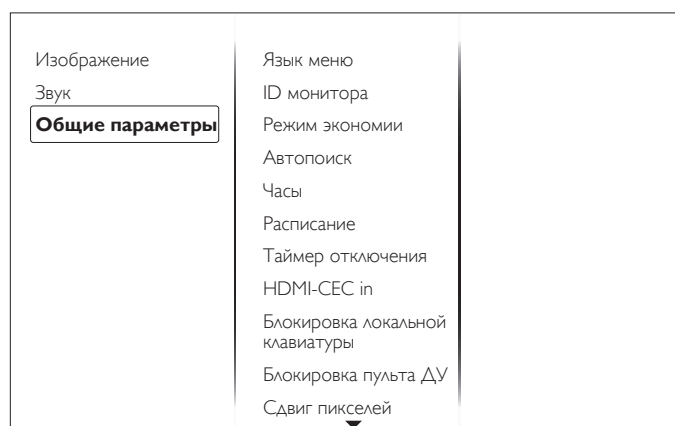 Изображение
Звук
Общие параметры
Язык меню
ID монитора
Режим экономии
Автопоиск
Часы
Расписание
Таймер отключения
HDMI-CEC in
Блокировка локальной
клавиатуры
Блокировка пульта ДУ
Сдвиг пикселей